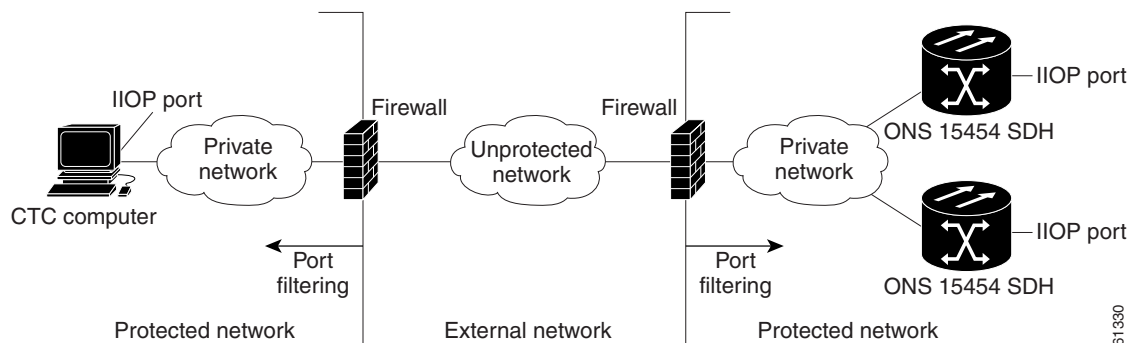 IIOP port
Firewall
Firewall
IIOP port
Private
network
Unprotected
network
Private
network
ONS 15454 SDH
CTC computer
IIOP port
Port
filtering
Port
filtering
ONS 15454 SDH
Protected network
External network
Protected network
61330